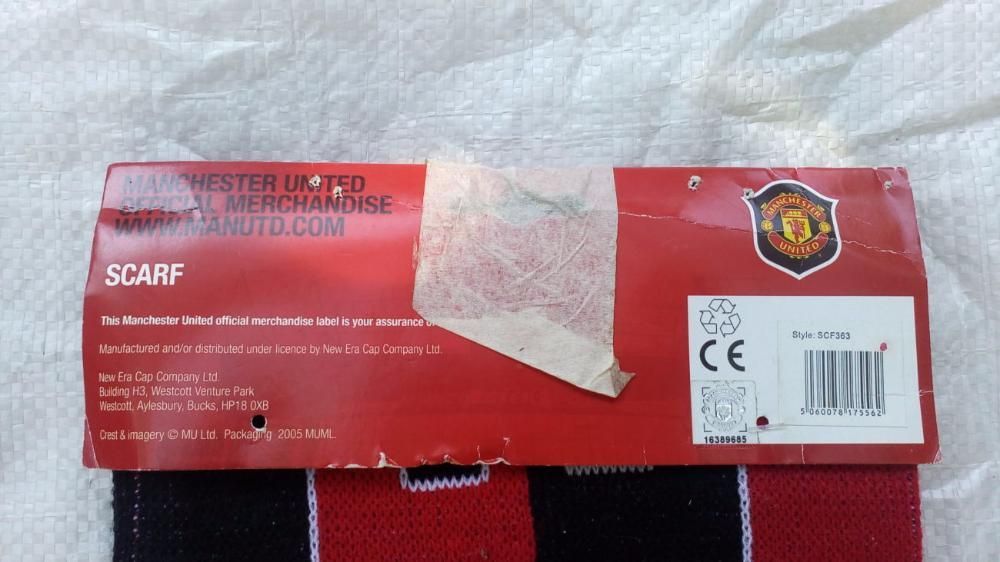 MANCHESTER UNITED
OFFICIAL MERCHANDISE
WWW.MANUTD.COM
SCARF
This Manchester United official merchandise label is your assurance
Manufactured and/or distributed under licence by New Era Cap Company Ltd.
New Era Cap Company Ltd.
Building H3, Westcott Venture Park
Westcott, Aylesbury, Bucks, HP18 0XB
Crest & imagery © MU Ltd. Packaging 2005 MUML.
MANCHESTER
UNITED
CE
Style: SCF363
5 060078 175562
16389685